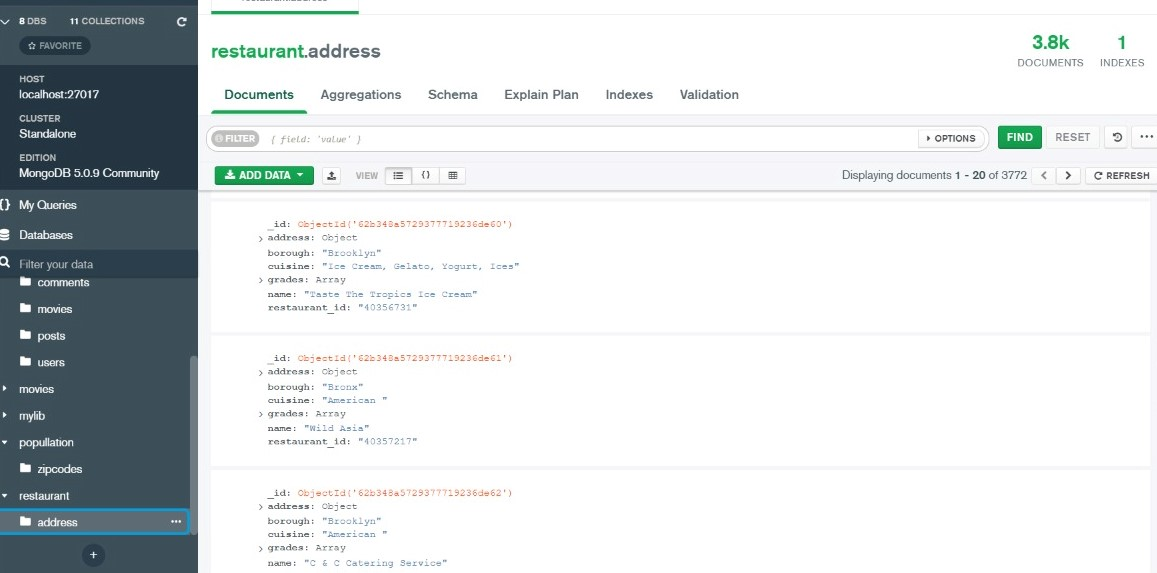 8 DBS 11 COLLECTIONS
FAVORITE
HOST
localhost:27017
CLUSTER
Standalone
EDITION
MongoDB 5.0.9 Community
{} My Queries
Databases
Filter your data
comments
movies
posts
users
movies
mylib
popullation
zipcodes
restaurant
address
restaurant.address
3.8k
DOCUMENTS
1
INDEXES
Documents Aggregations Schema Explain Plan Indexes Validation
FILTER { field: 'value' } OPTIONS FIND RESET
ADD DATA VIEW {} Displaying documents 1 - 20 of 3772 REFRESH
_id: ObjectId('62b348a5729377719236de60')
address: Object
borough: "Brooklyn"
cuisine: "Ice Cream, Gelato, Yogurt, Ices"
grades: Array
name: "Taste The Tropics Ice Cream"
restaurant_id: "40356731"
_id: ObjectId('62b348a5729377719236de61')
address: Object
borough: "Bronx"
cuisine: "American "
grades: Array
name: "Wild Asia"
restaurant_id: "40357217"
_id: ObjectId('62b348a5729377719236de62')
address: Object
borough: "Brooklyn"
cuisine: "American "
grades: Array
name: "C & C Catering Service"